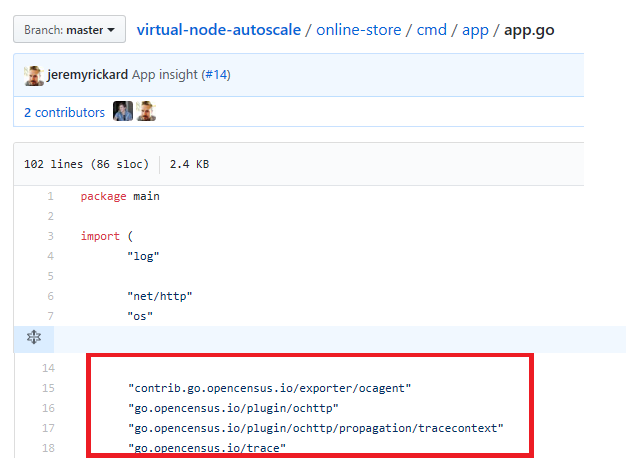 Branch: master virtual-node-autoscale / online-store / cmd / app / app.go
jeremyrickard App insight (#14)
2 contributors
102 lines (86 sloc) 2.4 KB
1 package main
2
3 import (
4 "log"
5
6 "net/http"
7 "os"
14
15 "contrib.go.opencensus.io/exporter/ocagent"
16 "go.opencensus.io/plugin/ochttp"
17 "go.opencensus.io/plugin/ochttp/propagation/tracecontext"
18 "go.opencensus.io/trace"